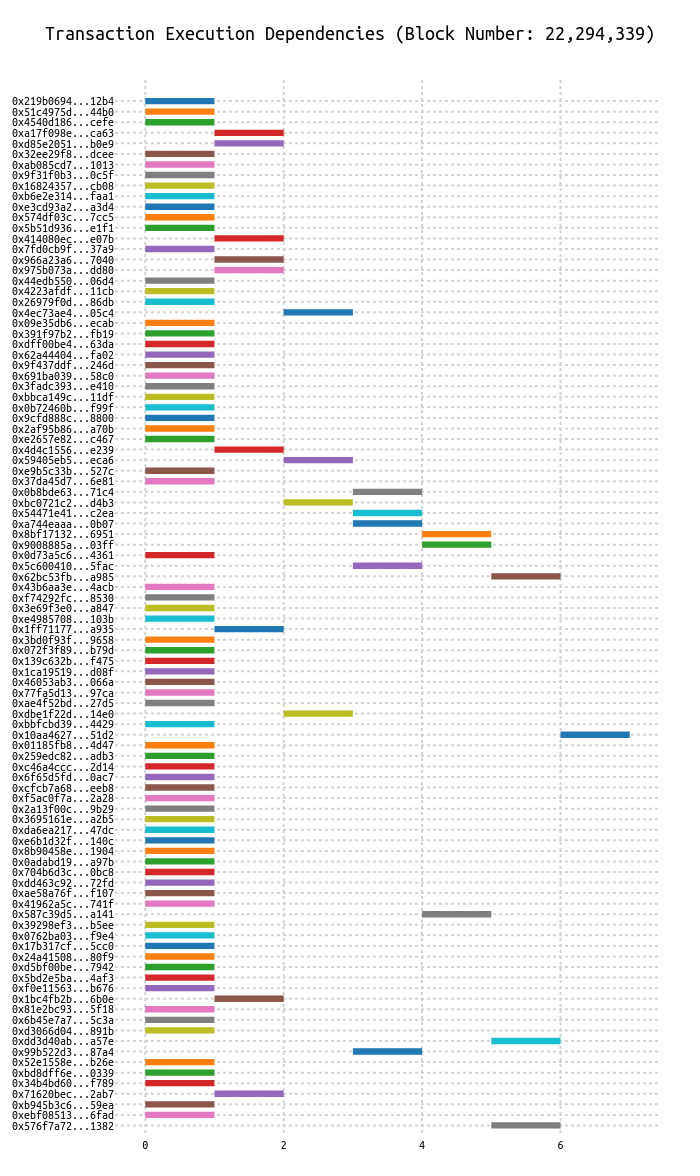 Transaction Execution Dependencies (Block Number: 22,294,339)
0x219b0694...12b4
0x51c4975d...44b0
0x4540d186...cefe
0xa17f098e...ca63
0xd85e2051...b0e9
0x32ee29f8...dcee
0xab085cd7...1013
0x9f31f0b3...0c5f
0x16824357...cb08
0xb6e2e314...faa1
0xe3cd93a2...a3d4
0x574df03c...7cc5
0x5b51d936...e1f1
0x414080ec...e07b
0x7fd0cb9f...37a9
0x966a23a6...7040
0x975b073a...dd80
0x44edb550...06d4
0x4223afdf...11cb
0x26979f0d...86db
0x4ec73ae4...05c4
0x09e35db6...ecab
0x391f97b2...fb19
0xdff00be4...63da
0x62a44404...fa02
0x9f437ddf...246d
0x691ba039...58c0
0x3fadc393...e410
0xbbca149c...11df
0x0b72460b...f99f
0x9cfd888c...8800
0x2af95b86...a70b
0xe2657e82...c467
0x4d4c1556...e239
0x59405eb5...eca6
0xe9b5c33b...527c
0x37da45d7...6e81
0x0b8bde63...71c4
0xbc0721c2...d4b3
0x54471e41...c2ea
0xa744eaaa...0b07
0x8bf17132...6951
0x9008885a...03ff
0x0d73a5c6...4361
0x5c600410...5fac
0x62bc53fb...a985
0x43b6aa3e...4acb
0xf74292fc...8530
0x3e69f3e0...a847
0xe4985708...103b
0x1ff71177...a935
0x3bd0f93f...9658
0x072f3f89...b79d
0x139c632b...f475
0x1ca19519...d08f
0x46053ab3...066a
0x77fa5d13...97ca
0xae4f52bd...27d5
0xdbe1f22d...14e0
0xbbfcbd39...4429
0x10aa4627...51d2
0x01185fb8...4d47
0x259edc82...adb3
0xc46a4ccc...2d14
0x6f65d5fd...0ac7
0xcfcb7a68...eeb8
0xf5ac0f7a...2a28
0x2a13f00c...9b29
0x3695161e...a2b5
0xda6ea217...47dc
0xe6b1d32f...140c
0x8b90458e...1904
0x0adabd19...a97b
0x704b6d3c...0bc8
0xdd463c92...72fd
0xae58a76f...f107
0x41962a5c...741f
0x587c39d5...a141
0x39298ef3...b5ee
0x0762ba03...f9e4
0x17b317cf...5cc0
0x24a41508...80f9
0xd5bf00be...7942
0x5bd2e5ba...4af3
0xf0e11563...b676
0x1bc4fb2b...6b0e
0x81e2bc93...5f18
0x6b45e7a7...5c3a
0xd3066d04...891b
0xdd3d40ab...a57e
0x99b522d3...87a4
0x52e1558e...b26e
0xbd8dff6e...0339
0x34b4bd60...f789
0x71620bec...2ab7
0xb945b3c6...59ea
0xebf08513...6fad
0x576f7a72...1382
0 2 4 6